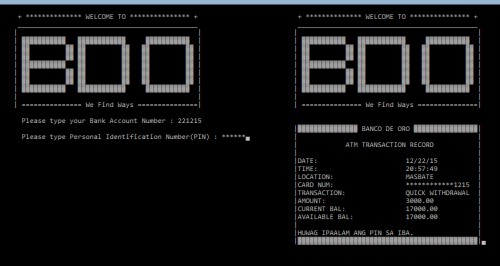 + ************** WELCOME TO *************** +
BDO
=============== We Find Ways ===============
Please type your Bank Account Number : 221215
Please type Personal Identification Number(PIN) : ******
+ ************** WELCOME TO *************** +
BDO
=============== We Find Ways ===============
BANCO DE ORO
ATM TRANSACTION RECORD
DATE: 12/22/15
TIME: 20:57:49
LOCATION: MASBATE
CARD NUM: ************1215
TRANSACTION: QUICK WITHDRAWAL
AMOUNT: 3000.00
CURRENT BAL: 17000.00
AVAILABLE BAL: 17000.00
HUWAG IPAALAM ANG PIN SA IBA.